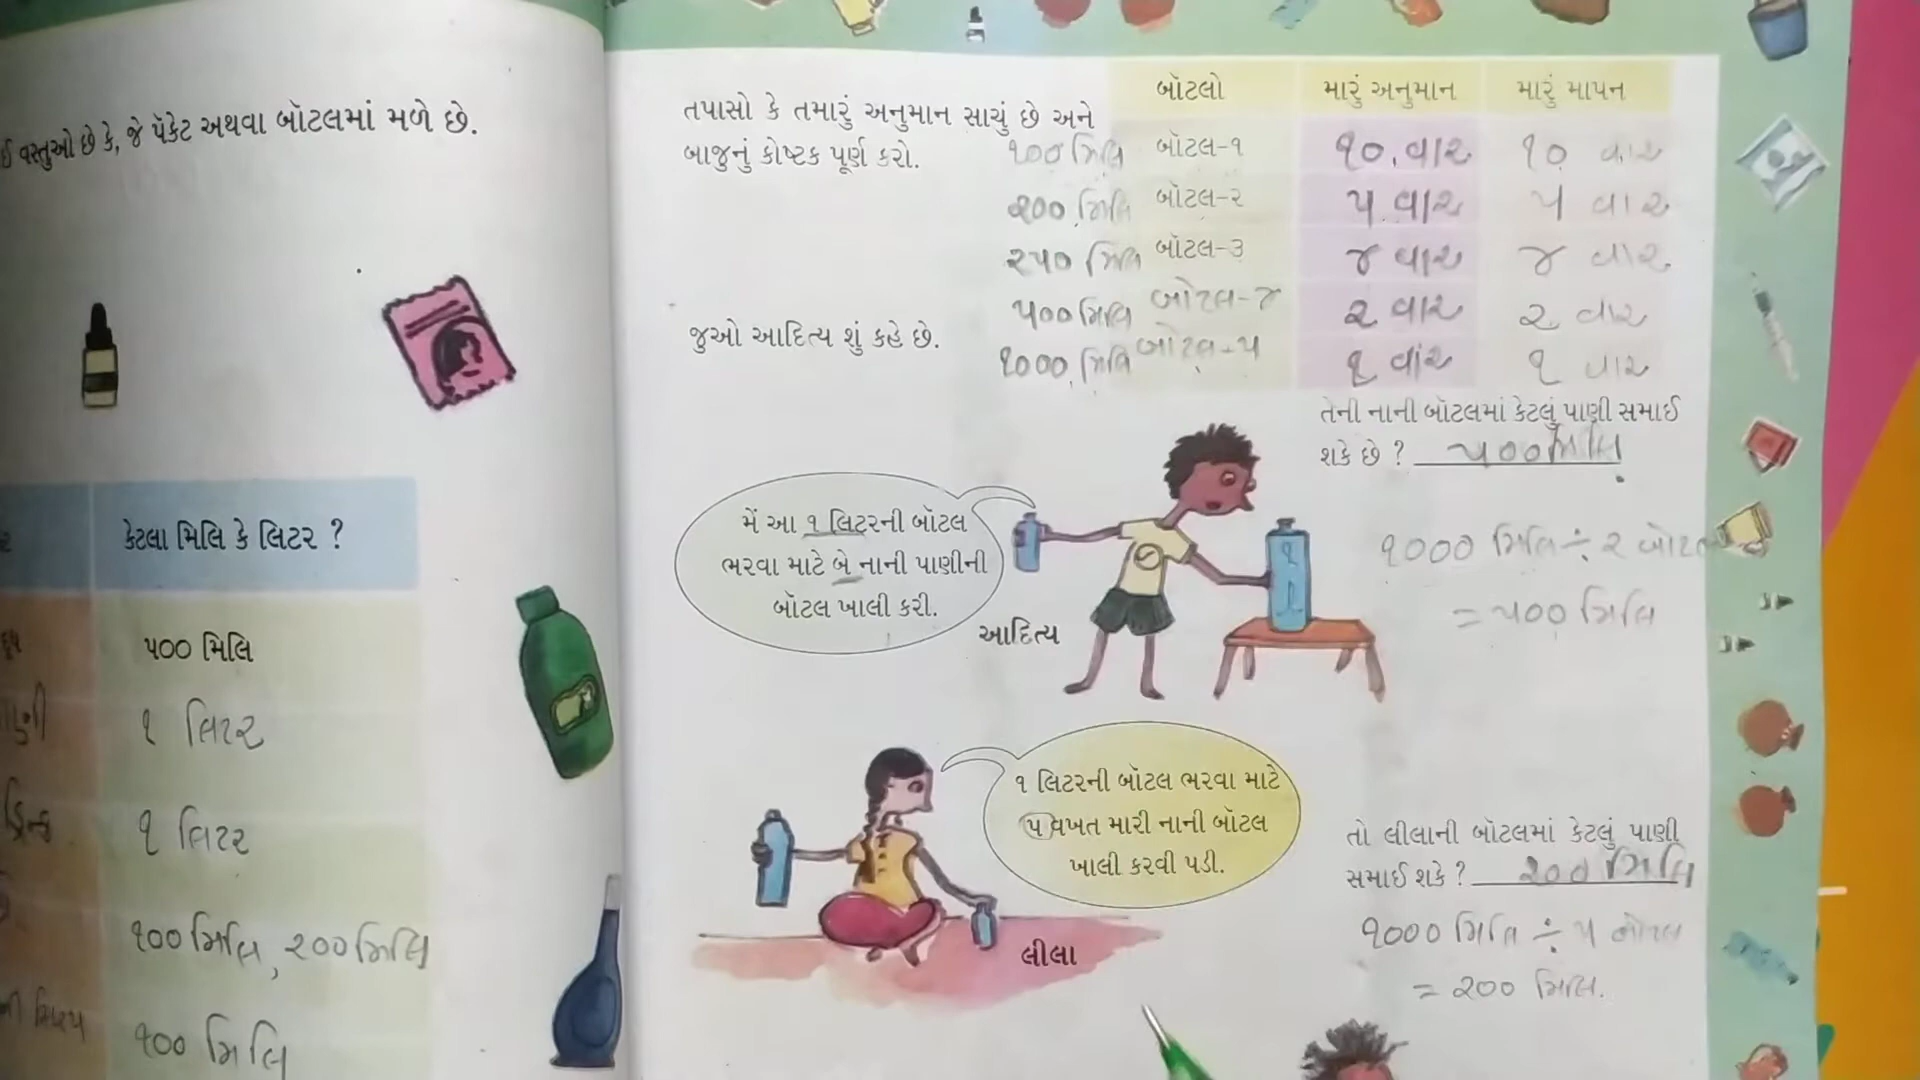 વસ્તુઓ છે કે, જે પૅકેટ અથવા બૉટલમાં મળે છે.
કેટલા મિલિ કે લિટર ?
૫૦૦ મિલિ
૧ લિટર
૧ લિટર
૧૦૦ મિલિ, ૨૦૦ મિલિ
૧૦૦ મિલિ
તપાસો કે તમારું અનુમાન સાચું છે અને
બાજુનું કોષ્ટક પૂર્ણ કરો.
બૉટલો મારું અનુમાન મારું માપન
૧૦૦ મિલિ બૉટલ-૧ ૧૦ વાર ૧૦ વાર
૨૦૦ મિલિ બૉટલ-૨ ૫ વાર ૫ વાર
૨૫૦ મિલિ બૉટલ-૩ ૪ વાર ૪ વાર
૫૦૦ મિલિ બોટલ-૪ ૨ વાર ૨ વાર
૧૦૦૦ મિલિ બોટલ-૫ ૧ વાર ૧ વાર
જુઓ આદિત્ય શું કહે છે.
તેની નાની બૉટલમાં કેટલું પાણી સમાઈ
શકે છે ? ૫૦૦ મિલિ
મેં આ ૧ લિટરની બૉટલ
ભરવા માટે બે નાની પાણીની
બૉટલ ખાલી કરી.
આદિત્ય
૧
૧૦૦૦ મિલિ ÷ ૨ બોટલ
= ૫૦૦ મિલિ
૧ લિટરની બૉટલ ભરવા માટે
૫ વખત મારી નાની બૉટલ
ખાલી કરવી પડી.
લીલા
તો લીલાની બૉટલમાં કેટલું પાણી
સમાઈ શકે ? ૨૦૦ મિલિ
૧૦૦૦ મિલિ ÷ ૫ બોટલ
= ૨૦૦ મિલિ.